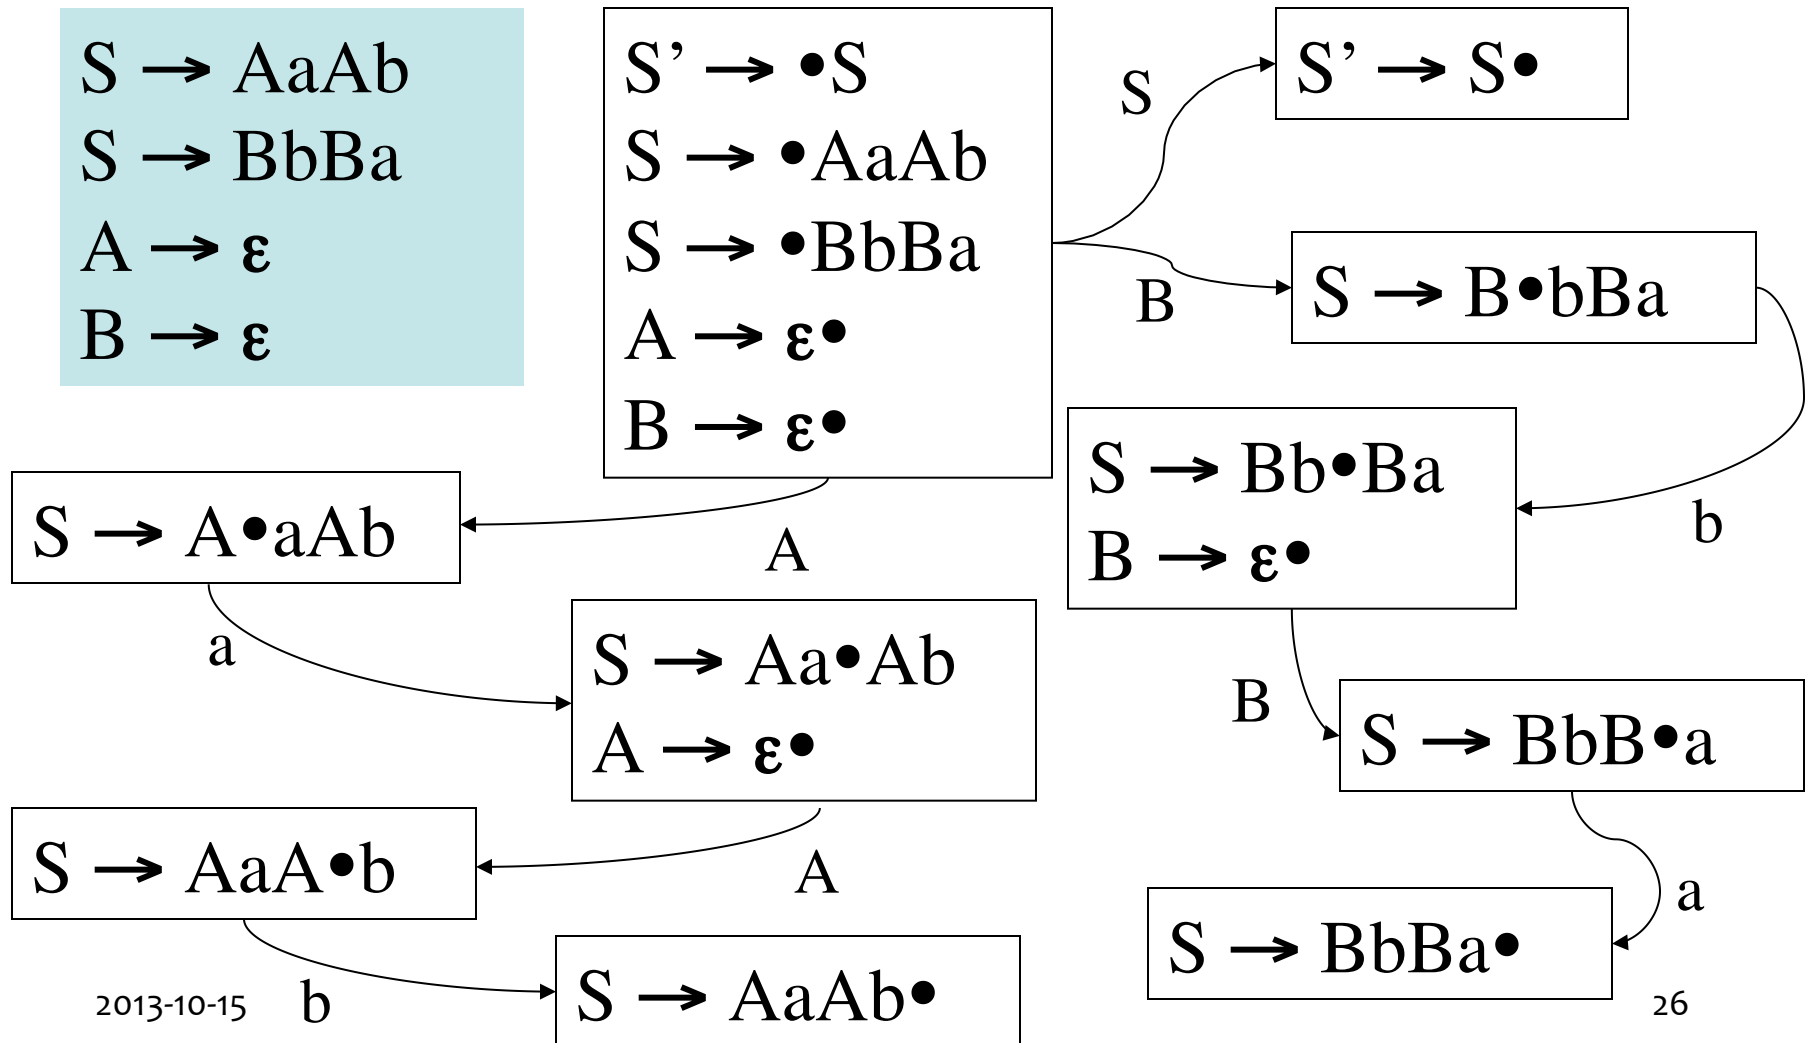 S → AaAb
S → BbBa
A → ε
B → ε
S’ → •S
S → •AaAb
S → •BbBa
A → ε•
B → ε•
S
S’ → S•
B
S → B•bBa
b
S → Bb•Ba
B → ε•
B
S → BbB•a
a
S → BbBa•
A
S → A•aAb
a
S → Aa•Ab
A → ε•
A
S → AaA•b
b
S → AaAb•
2013-10-15
26